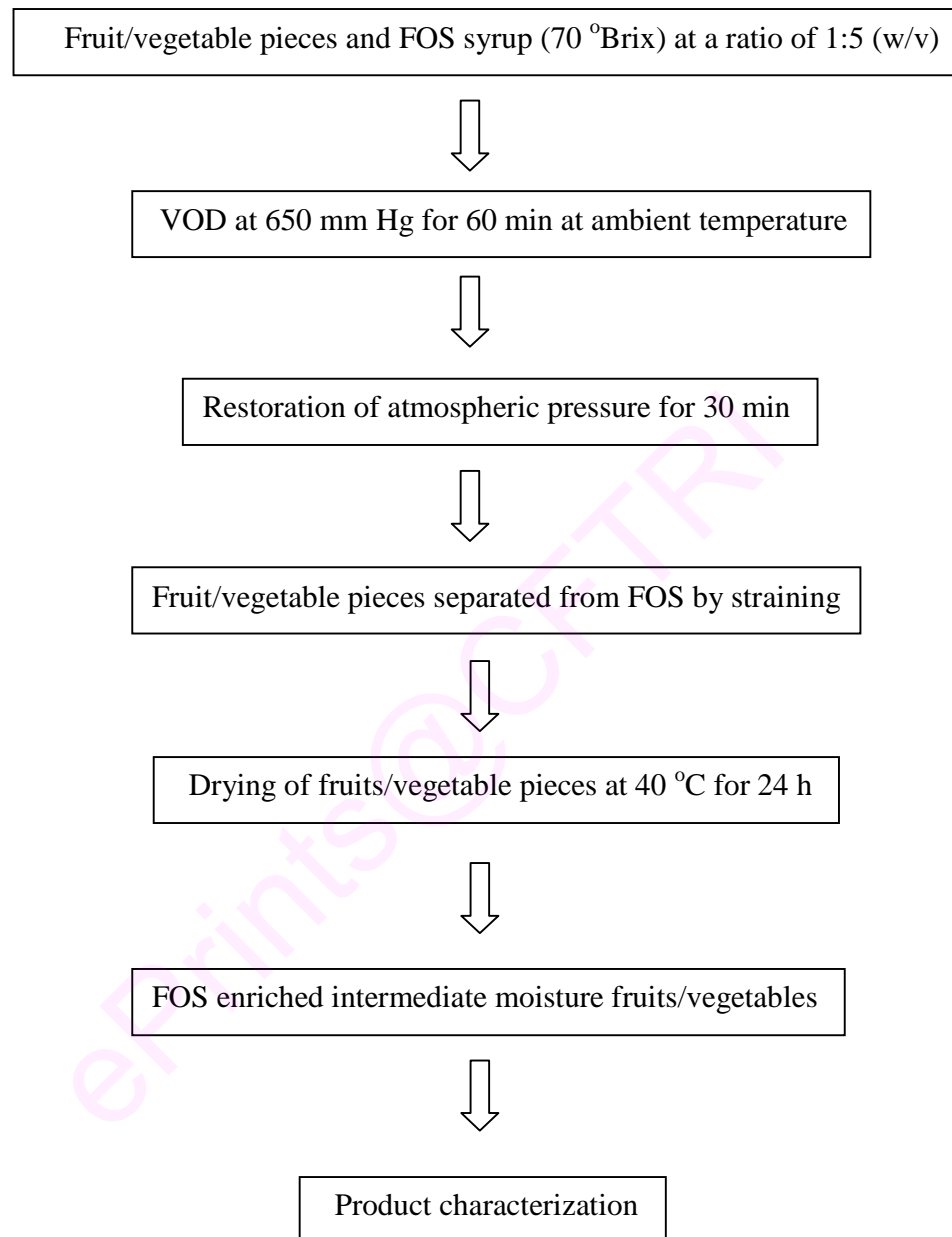 Fruit/vegetable pieces and FOS syrup (70 °Brix) at a ratio of 1:5 (w/v)
VOD at 650 mm Hg for 60 min at ambient temperature
Restoration of atmospheric pressure for 30 min
Fruit/vegetable pieces separated from FOS by straining
Drying of fruits/vegetable pieces at 40 °C for 24 h
FOS enriched intermediate moisture fruits/vegetables
Product characterization
ePrints@CFTRI